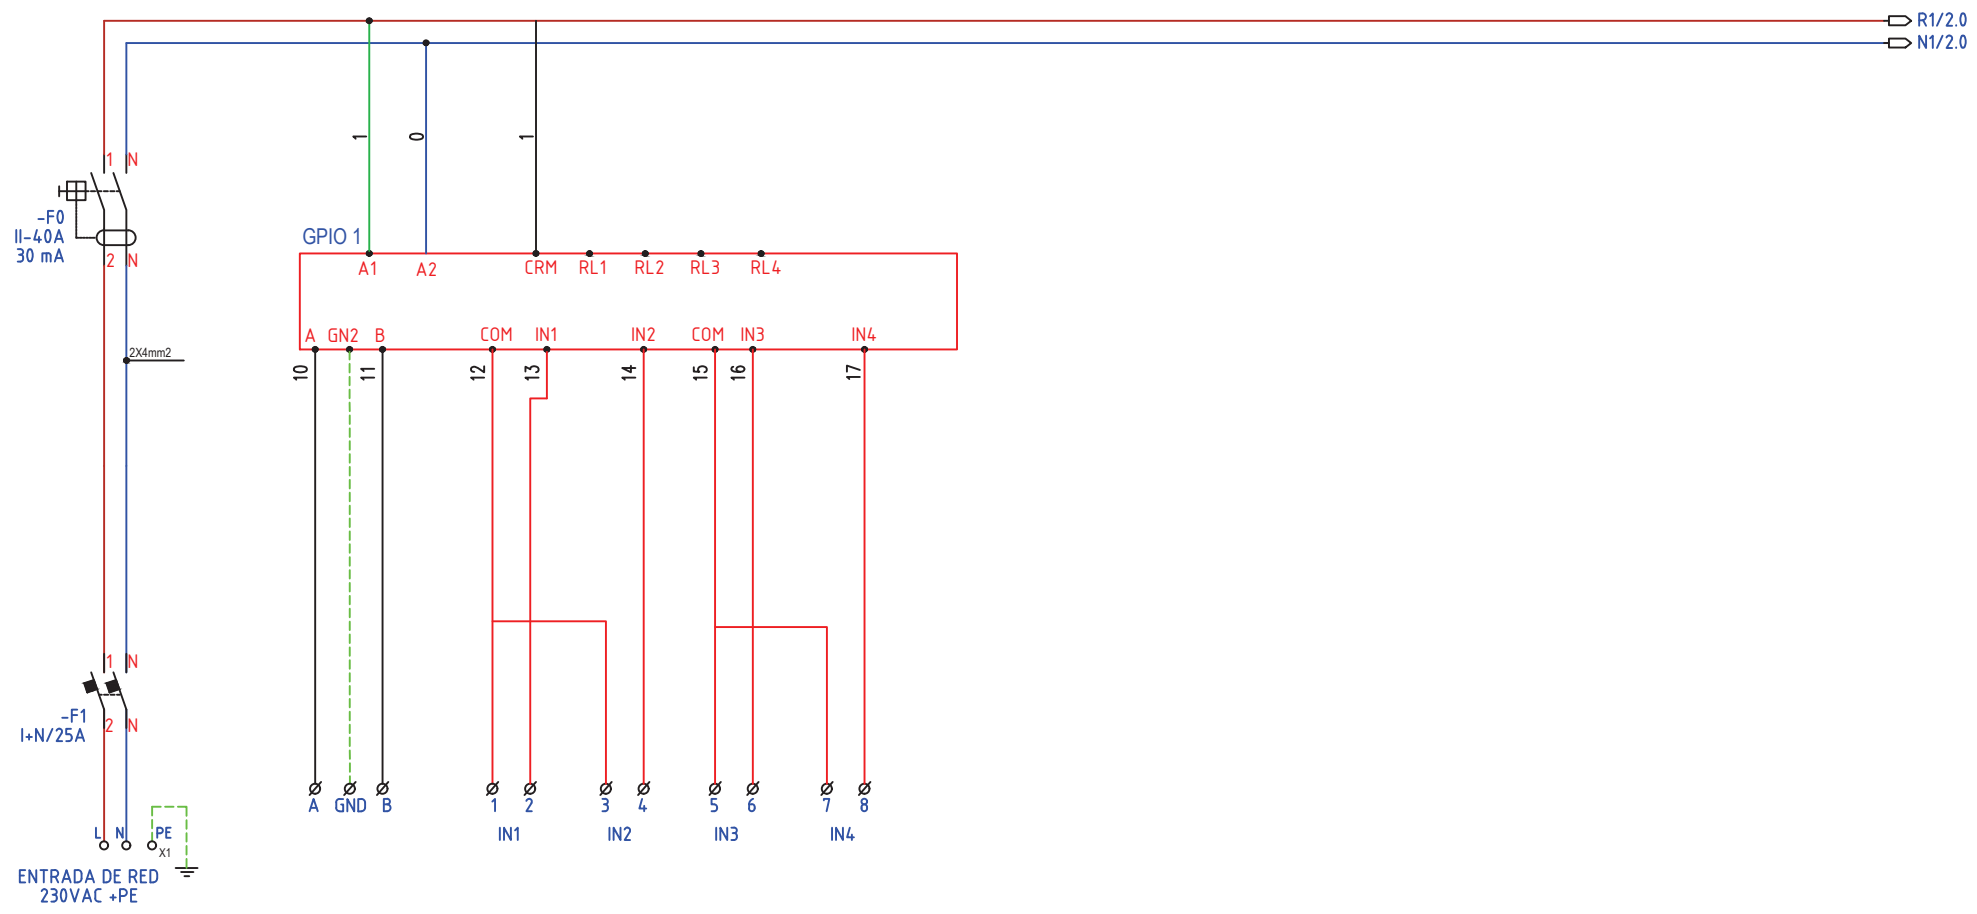 R1/2.0
N1/2.0
1 0 1
1 N
-F0
II-40A
30 mA
2 N
GPIO 1
A1 A2 CRM RL1 RL2 RL3 RL4
A GN2 B COM IN1 IN2 COM IN3 IN4
2X4mm2
10 11 12 13 14 15 16 17
1 N
-F1
I+N/25A
2 N
A GND B 1 2 3 4 5 6 7 8
IN1 IN2 IN3 IN4
L N PE
X1
ENTRADA DE RED
230VAC +PE